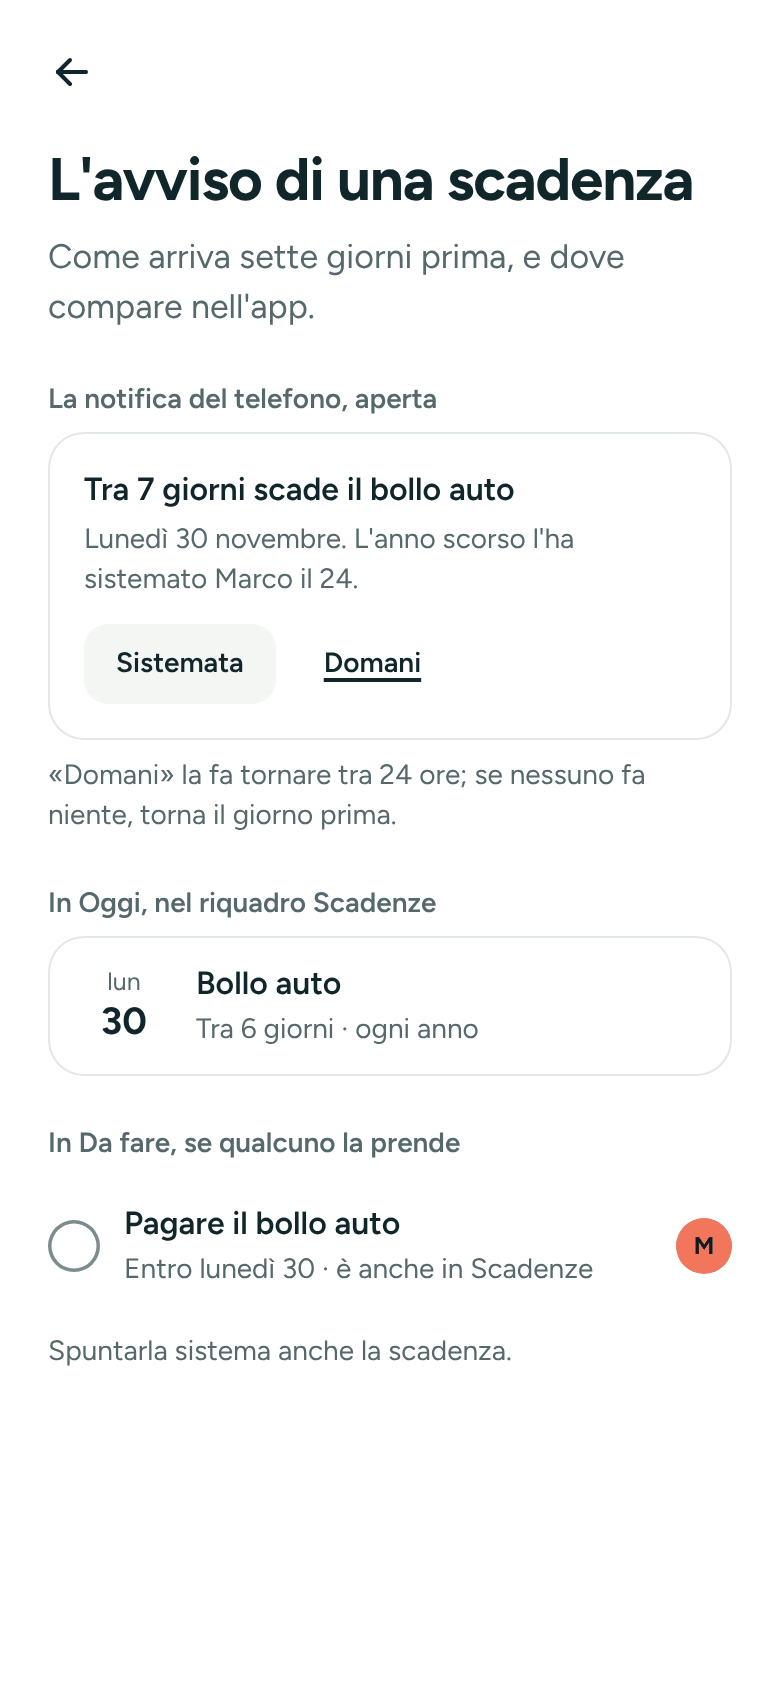 L'avviso di una scadenza
Come arriva sette giorni prima, e dove
compare nell'app.
La notifica del telefono, aperta
Tra 7 giorni scade il bollo auto
Lunedì 30 novembre. L'anno scorso l'ha
sistemato Marco il 24.
Sistemata
Domani
«Domani» la fa tornare tra 24 ore; se nessuno fa
niente, torna il giorno prima.
In Oggi, nel riquadro Scadenze
lun
30
Bollo auto
Tra 6 giorni · ogni anno
In Da fare, se qualcuno la prende
Pagare il bollo auto
Entro lunedì 30 · è anche in Scadenze
M
Spuntarla sistema anche la scadenza.